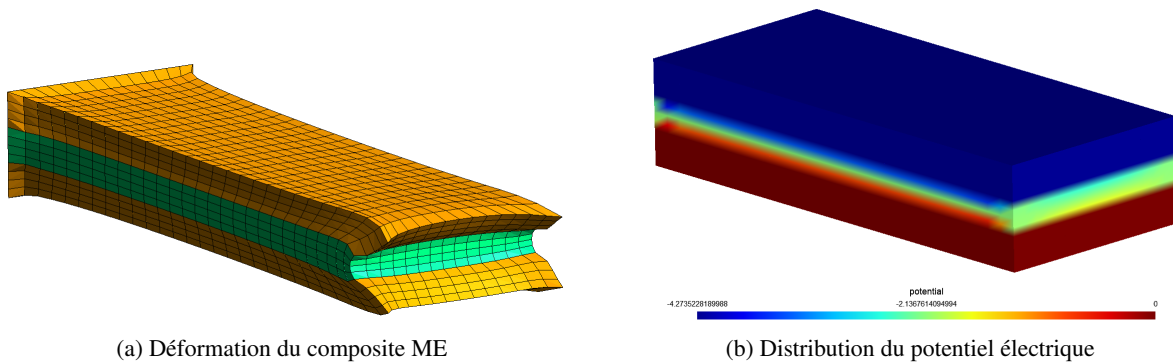 potential
-4.2735228189988 -2.1367614094994 0
(a) Déformation du composite ME
(b) Distribution du potentiel électrique